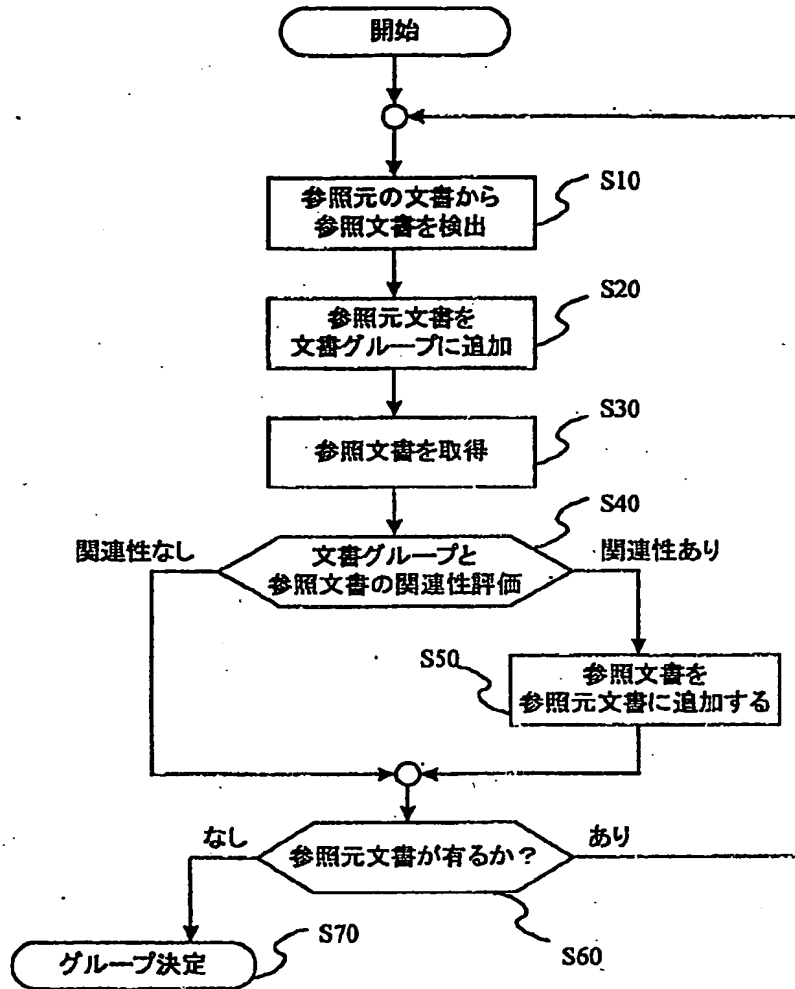 開始
参照元の文書から
参照文書を検出
S10
参照元文書を
文書グループに追加
S20
参照文書を取得
S30
文書グループと
参照文書の関連性評価
S40
関連性なし
関連性あり
参照文書を
参照元文書に追加する
S50
参照元文書が有るか？
なし
あり
S60
グループ決定
S70